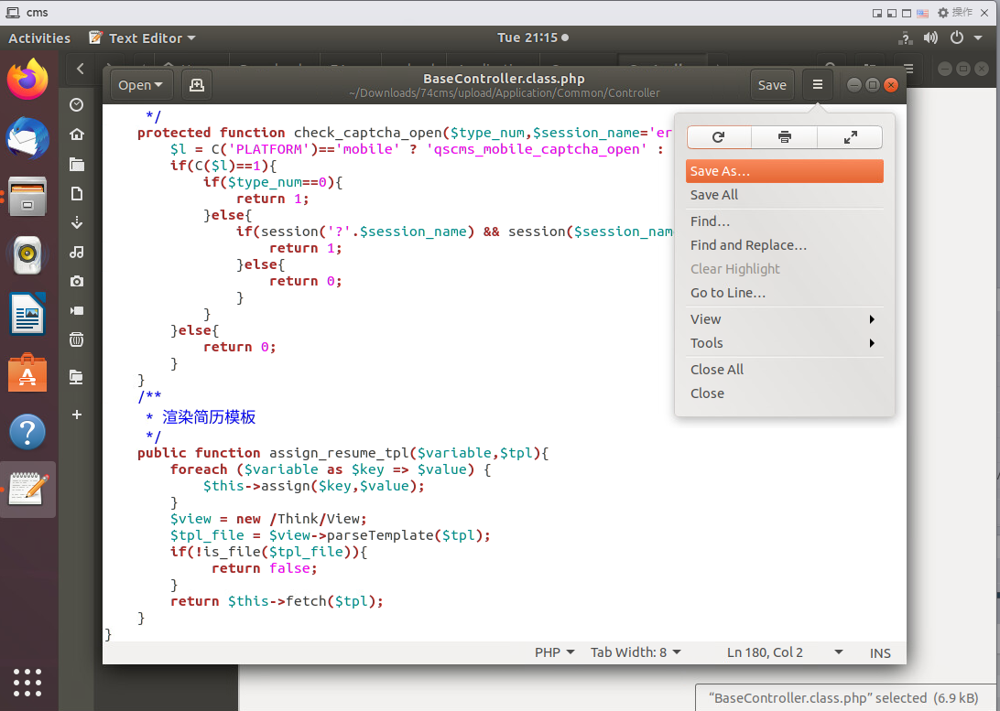 cms
操作
Activities
Text Editor
Tue 21:15
Open
BaseController.class.php
~/Downloads/74cms/upload/Application/Common/Controller
Save
*/
protected function check_captcha_open($type_num,$session_name='er
$l = C('PLATFORM')=='mobile' ? 'qscms_mobile_captcha_open' :
if(C($l)==1){
if($type_num==0){
return 1;
}else{
if(session('?'.$session_name) && session($session_nam
return 1;
}else{
return 0;
}
}
}else{
return 0;
}
}
/**
* 渲染简历模板
*/
public function assign_resume_tpl($variable,$tpl){
foreach ($variable as $key => $value) {
$this->assign($key,$value);
}
$view = new /Think/View;
$tpl_file = $view->parseTemplate($tpl);
if(!is_file($tpl_file)){
return false;
}
return $this->fetch($tpl);
}
}
Save As…
Save All
Find…
Find and Replace…
Clear Highlight
Go to Line…
View
Tools
Close All
Close
PHP
Tab Width: 8
Ln 180, Col 2
INS
“BaseController.class.php” selected (6.9 kB)